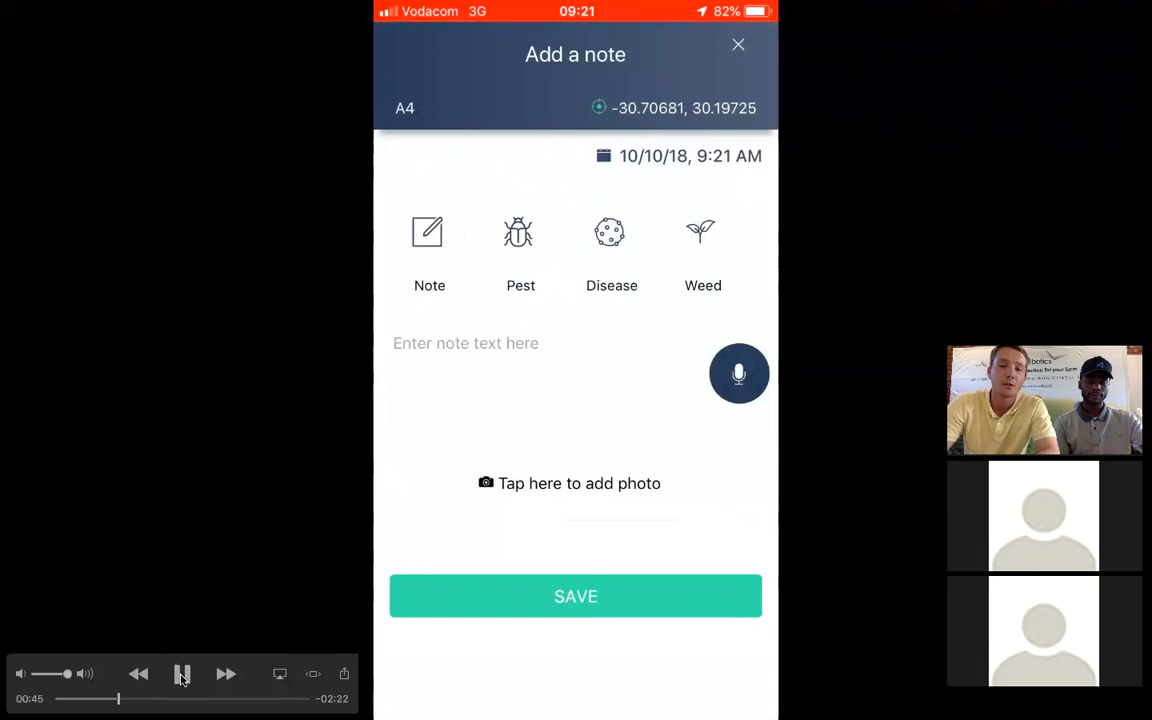 Vodacom 3G 09:21 82%
Add a note
A4 -30.70681, 30.19725
10/10/18, 9:21 AM
Note Pest Disease Weed
Enter note text here
Tap here to add photo
SAVE
00:45 -02:22